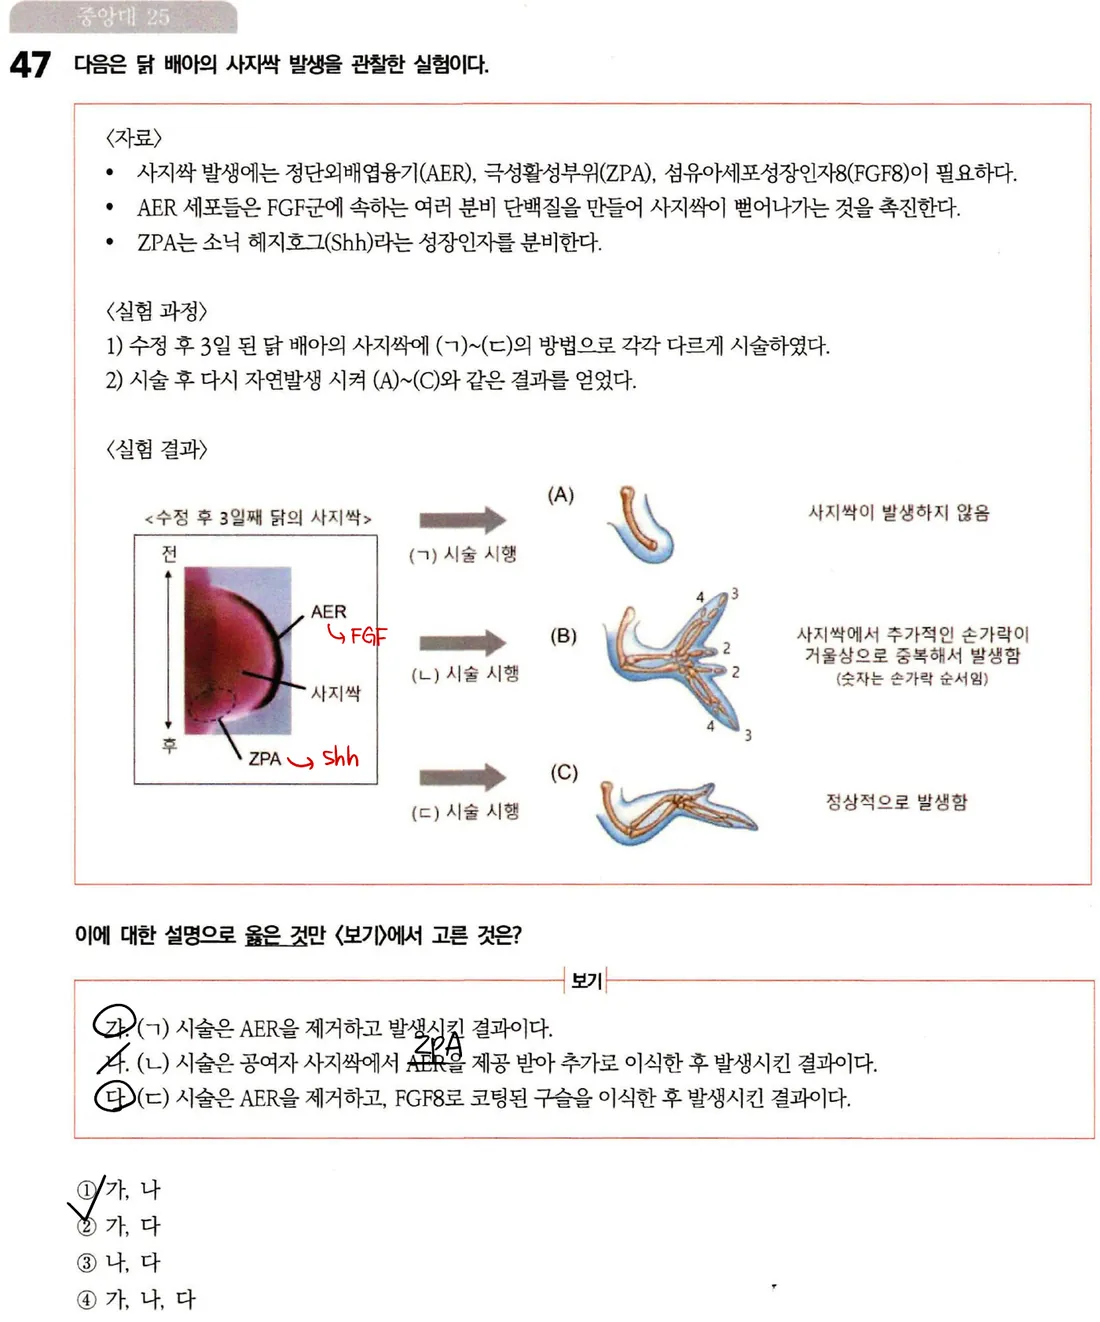 중앙대 25
47 다음은 닭 배아의 사지싹 발생을 관찰한 실험이다.
<자료>
• 사지싹 발생에는 정단외배엽융기(AER), 극성활성부위(ZPA), 섬유아세포성장인자8(FGF8)이 필요하다.
• AER 세포들은 FGF군에 속하는 여러 분비 단백질을 만들어 사지싹이 뻗어나가는 것을 촉진한다.
• ZPA는 소닉 헤지호그(Shh)라는 성장인자를 분비한다.
<실험 과정>
1) 수정 후 3일 된 닭 배아의 사지싹에 (ㄱ)~(ㄷ)의 방법으로 각각 다르게 시술하였다.
2) 시술 후 다시 자연발생 시켜 (A)~(C)와 같은 결과를 얻었다.
<실험 결과>
<수정 후 3일째 닭의 사지싹>
전
AER
↳ FGF
사지싹
후
ZPA → Shh
(ㄱ) 시술 시행
(A)
사지싹이 발생하지 않음
(ㄴ) 시술 시행
(B)
4 3
2
2
4 3
사지싹에서 추가적인 손가락이
거울상으로 중복해서 발생함
(숫자는 손가락 순서임)
(ㄷ) 시술 시행
(C)
정상적으로 발생함
이에 대한 설명으로 옳은 것만 <보기>에서 고른 것은?
보기
가. (ㄱ) 시술은 AER을 제거하고 발생시킨 결과이다.
ZPA
나. (ㄴ) 시술은 공여자 사지싹에서 AER을 제공 받아 추가로 이식한 후 발생시킨 결과이다.
다. (ㄷ) 시술은 AER을 제거하고, FGF8로 코팅된 구슬을 이식한 후 발생시킨 결과이다.
① 가, 나
② 가, 다
③ 나, 다
④ 가, 나, 다